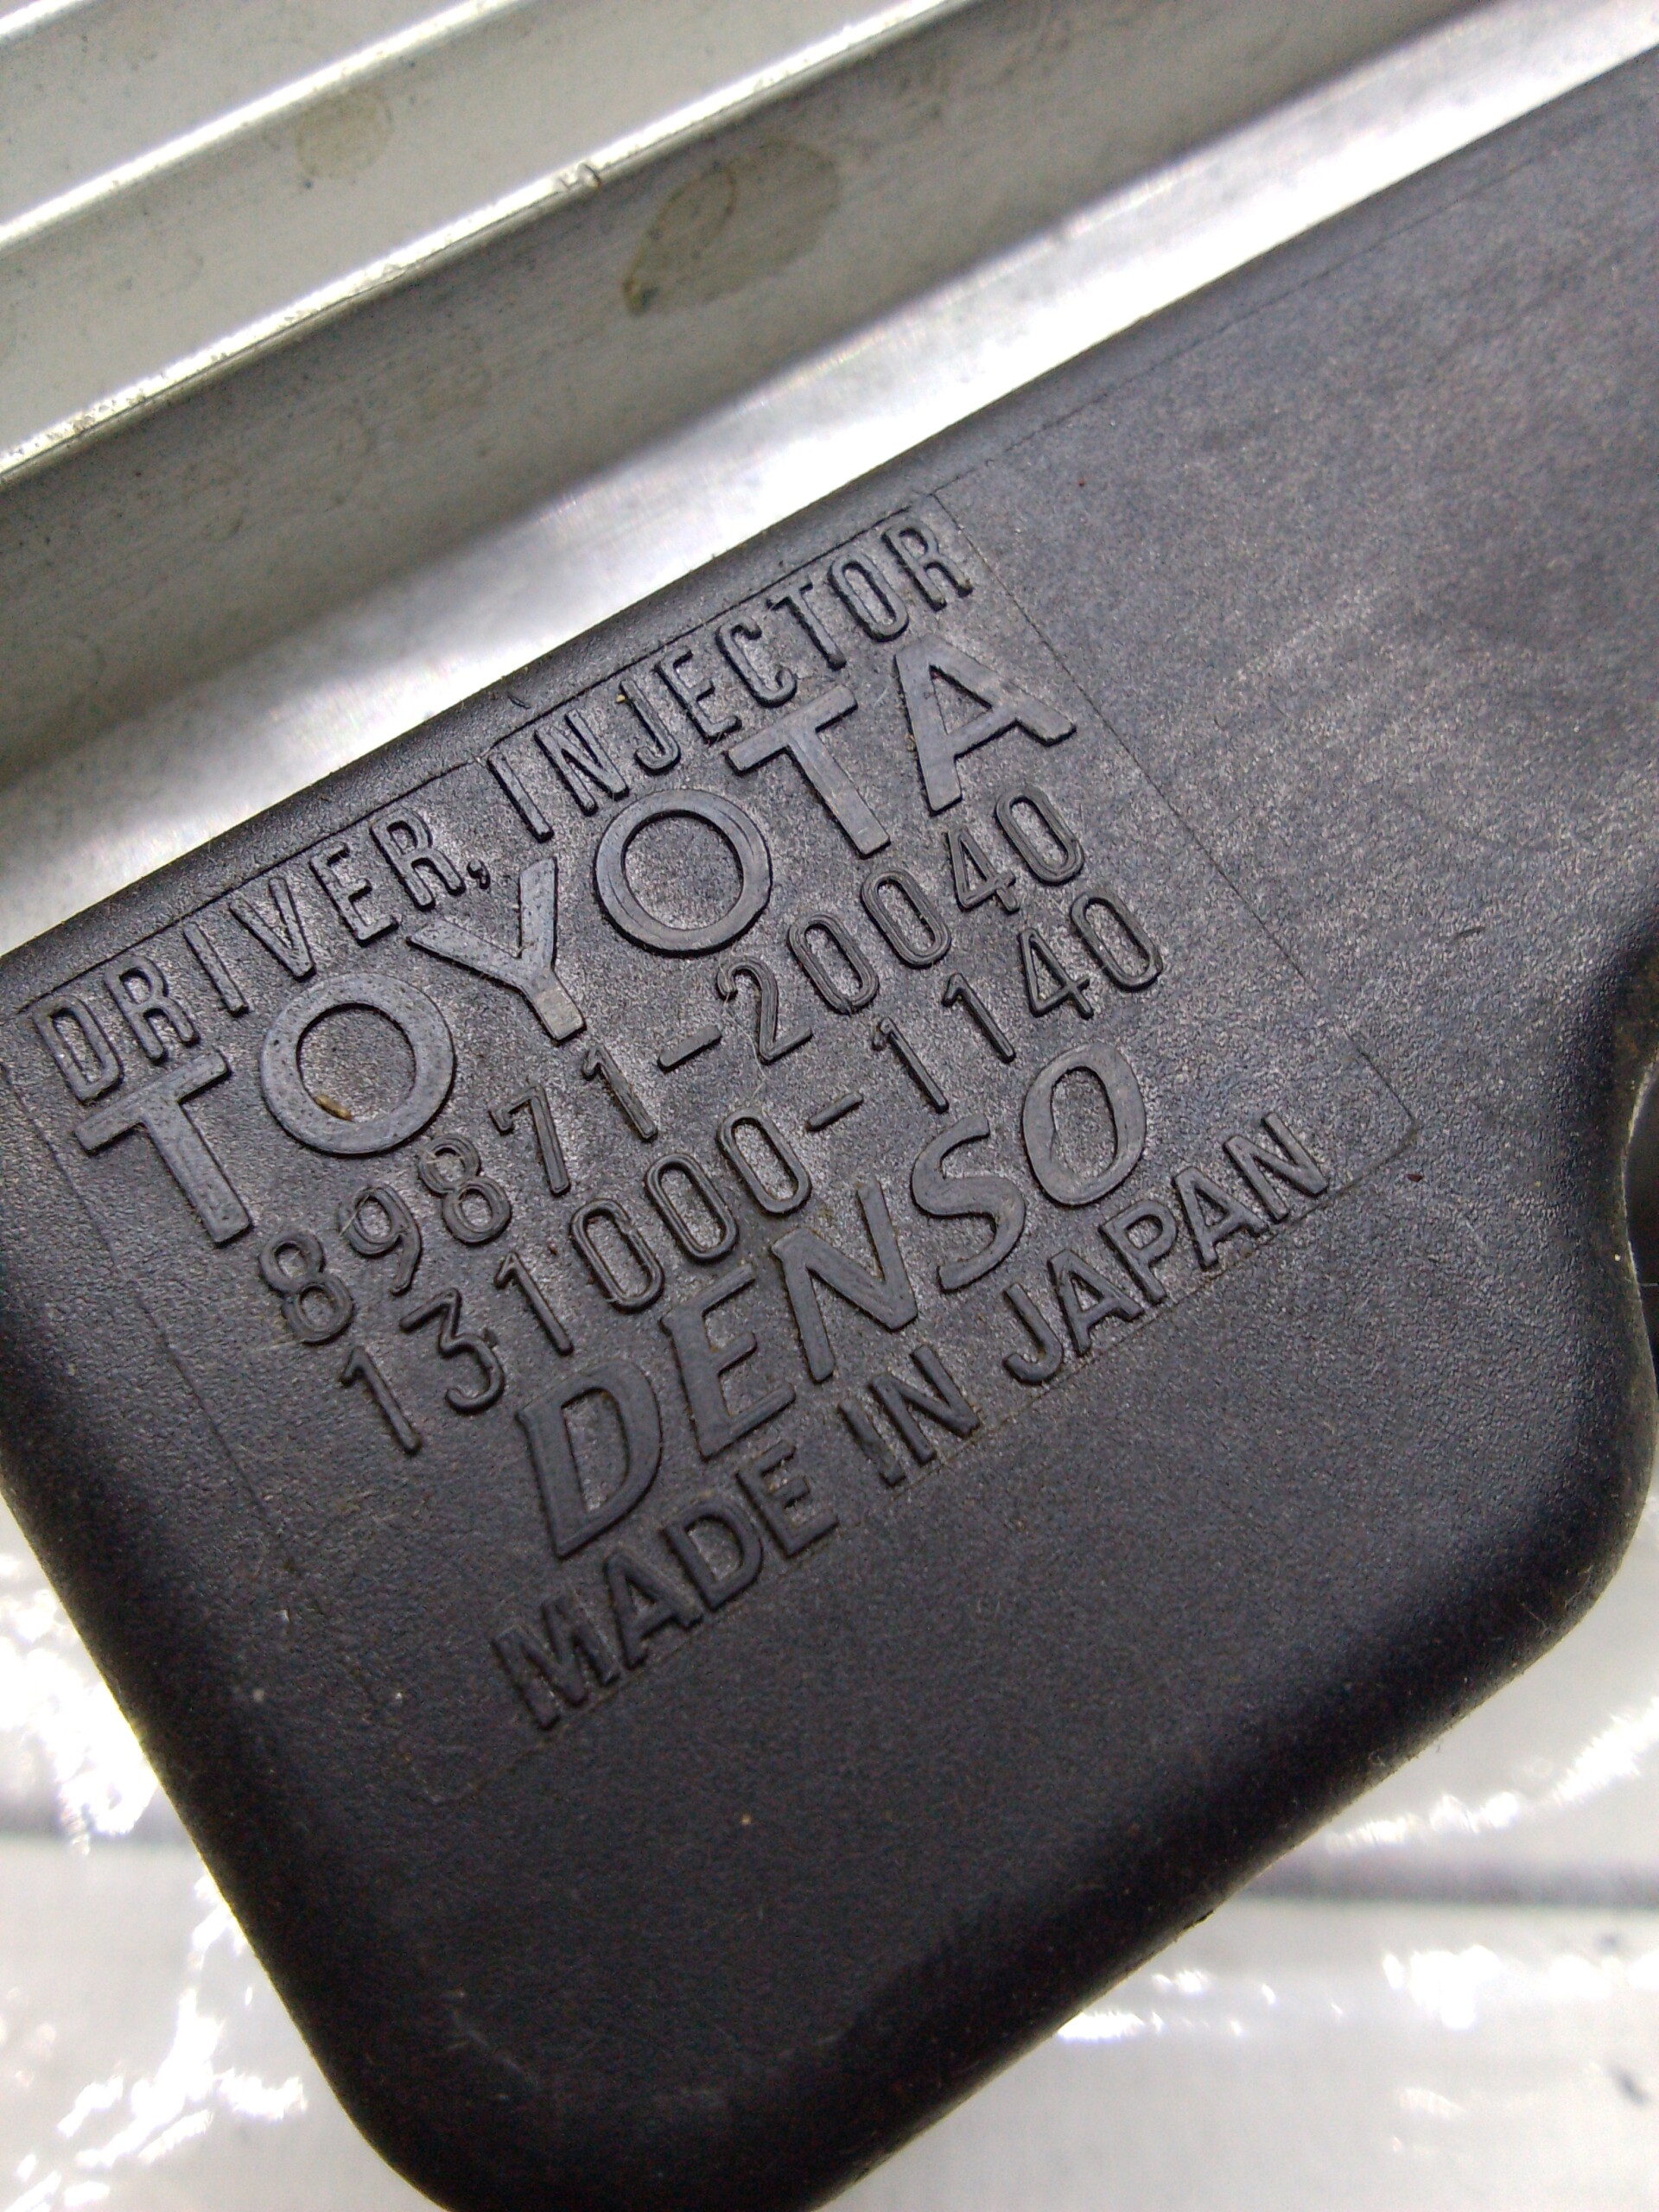 DRIVER, INJECTOR
TOYOTA
89871-20040
131000-1140
DENSO
MADE IN JAPAN